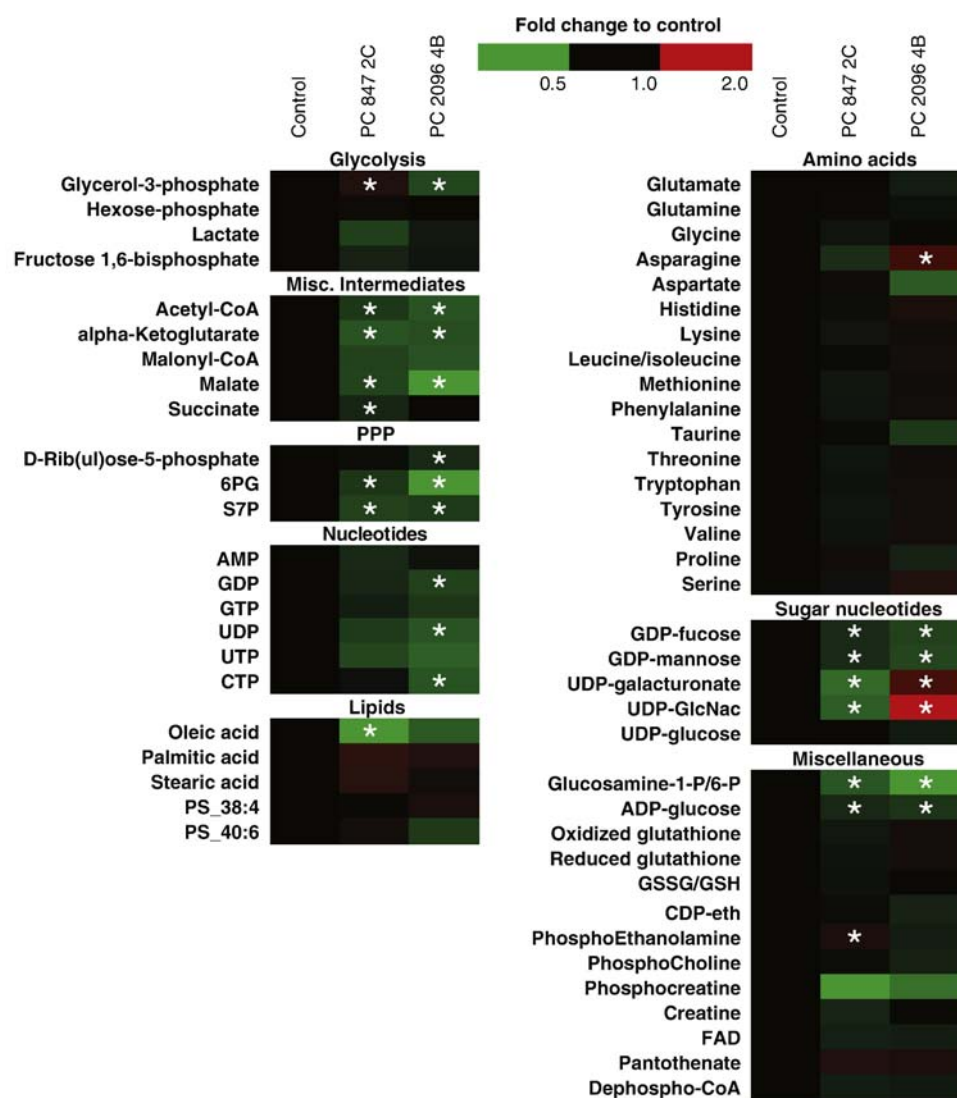 Fold change to control
0.5 1.0 2.0
Control
PC 847 2C
PC 2096 4B
Glycolysis
Glycerol-3-phosphate * *
Hexose-phosphate
Lactate
Fructose 1,6-bisphosphate
Misc. Intermediates
Acetyl-CoA * *
alpha-Ketoglutarate * *
Malonyl-CoA
Malate * *
Succinate *
PPP
D-Rib(ul)ose-5-phosphate *
6PG * *
S7P * *
Nucleotides
AMP
GDP *
GTP
UDP *
UTP
CTP *
Lipids
Oleic acid *
Palmitic acid
Stearic acid
PS_38:4
PS_40:6
Control
PC 847 2C
PC 2096 4B
Amino acids
Glutamate
Glutamine
Glycine
Asparagine *
Aspartate
Histidine
Lysine
Leucine/isoleucine
Methionine
Phenylalanine
Taurine
Threonine
Tryptophan
Tyrosine
Valine
Proline
Serine
Sugar nucleotides
GDP-fucose * *
GDP-mannose * *
UDP-galacturonate * *
UDP-GlcNac * *
UDP-glucose
Miscellaneous
Glucosamine-1-P/6-P * *
ADP-glucose * *
Oxidized glutathione
Reduced glutathione
GSSG/GSH
CDP-eth
PhosphoEthanolamine *
PhosphoCholine
Phosphocreatine
Creatine
FAD
Pantothenate
Dephospho-CoA